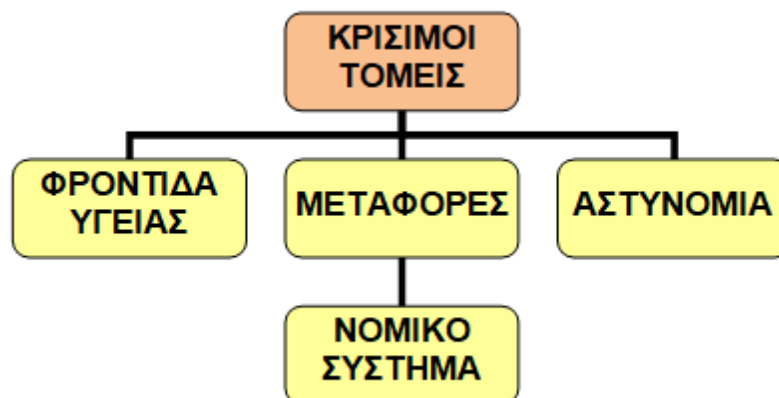 ΚΡΙΣΙΜΟΙ
ΤΟΜΕΙΣ
ΦΡΟΝΤΙΔΑ
ΥΓΕΙΑΣ
ΜΕΤΑΦΟΡΕΣ
ΑΣΤΥΝΟΜΙΑ
ΝΟΜΙΚΟ
ΣΥΣΤΗΜΑ